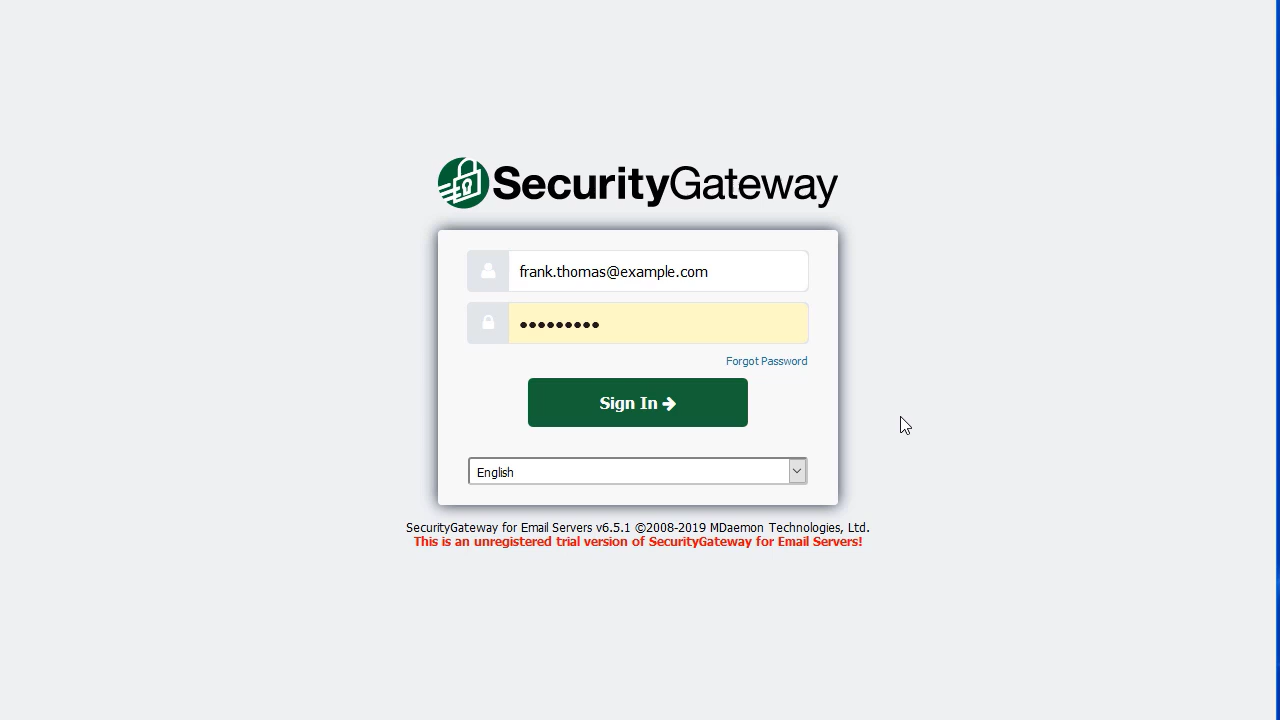 SecurityGateway
frank.thomas@example.com
•••••••••
Forgot Password
Sign In
English
SecurityGateway for Email Servers v6.5.1 ©2008-2019 MDaemon Technologies, Ltd.
This is an unregistered trial version of SecurityGateway for Email Servers!